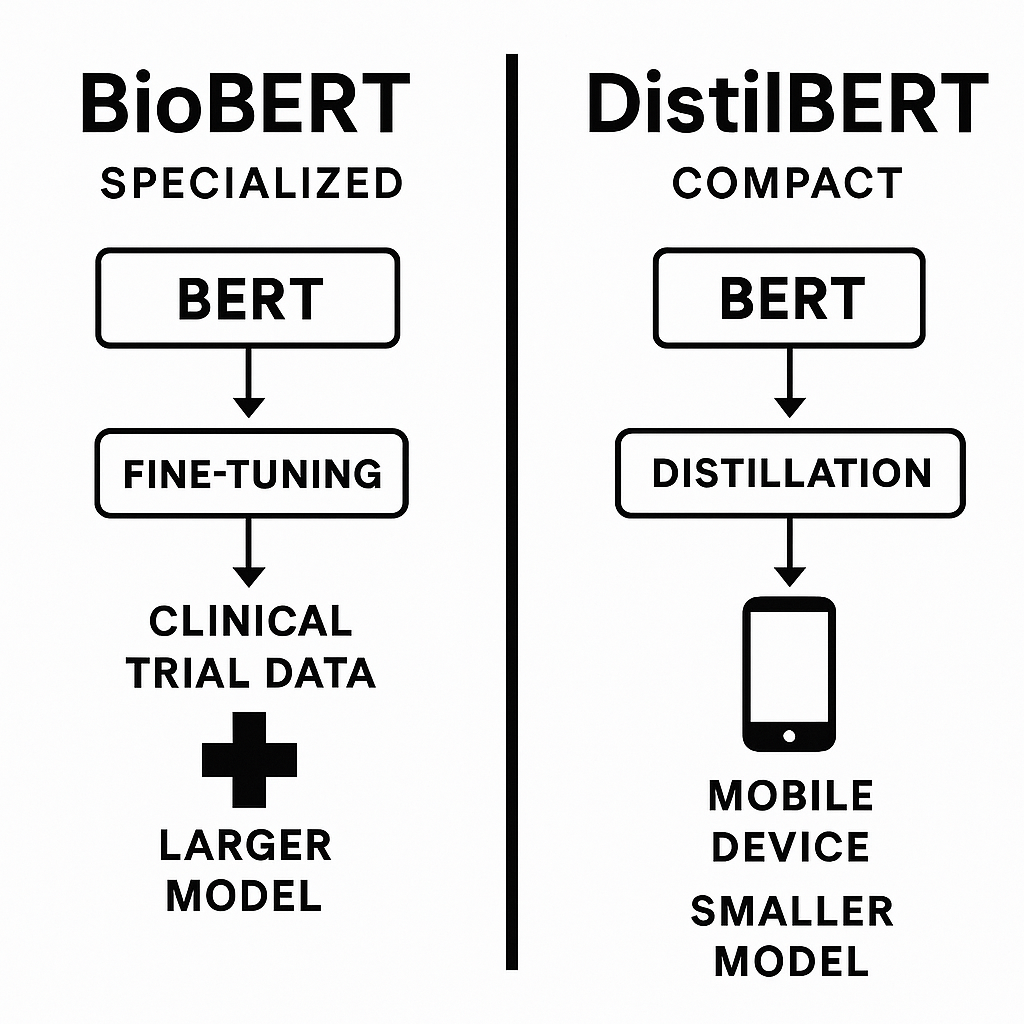 BioBERT
SPECIALIZED
BERT
FINE-TUNING
CLINICAL
TRIAL DATA
LARGER
MODEL
DistilBERT
COMPACT
BERT
DISTILLATION
MOBILE
DEVICE
SMALLER
MODEL